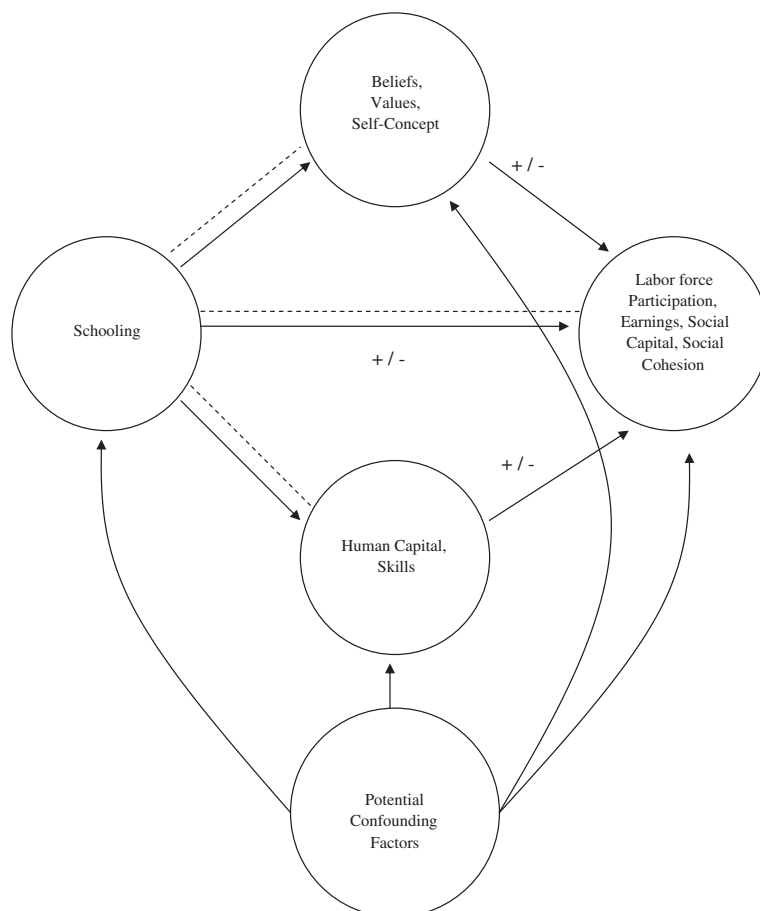 Beliefs,
Values,
Self-Concept
+ / -
Labor force
Participation,
Earnings, Social
Capital, Social
Cohesion
Schooling
+ / -
+ / -
Human Capital,
Skills
Potential
Confounding
Factors